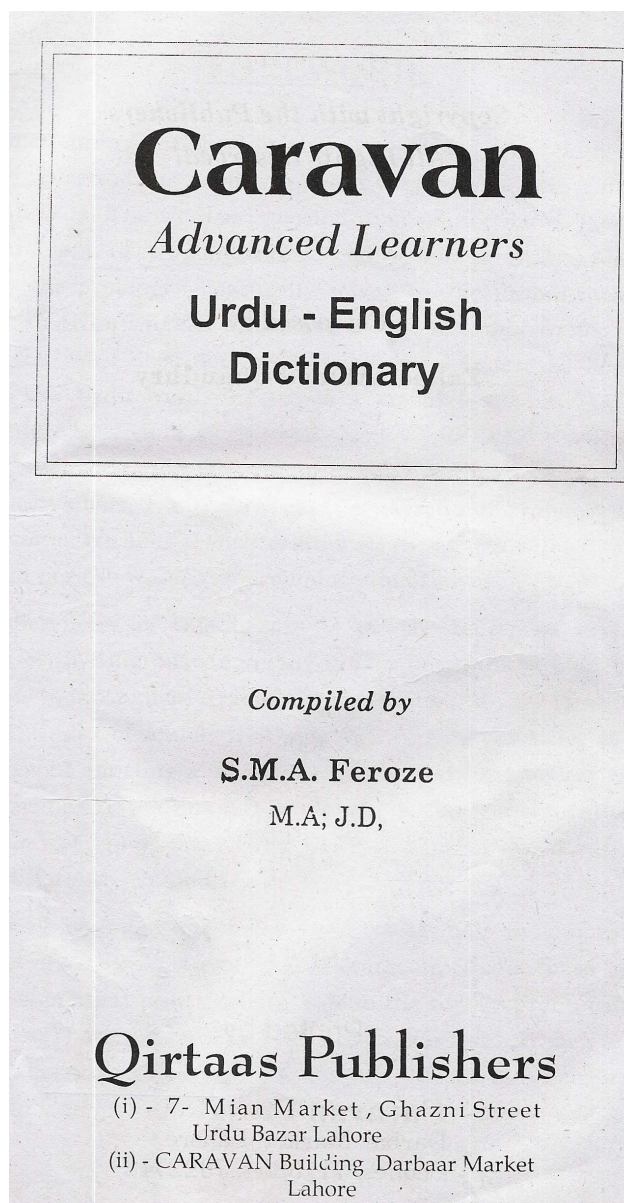 Caravan
Advanced Learners
Urdu - English
Dictionary
Compiled by
S.M.A. Feroze
M.A; J.D,
Qirtaas Publishers
(i) - 7- Mian Market , Ghazni Street
Urdu Bazar Lahore
(ii) - CARAVAN Building Darbaar Market
Lahore